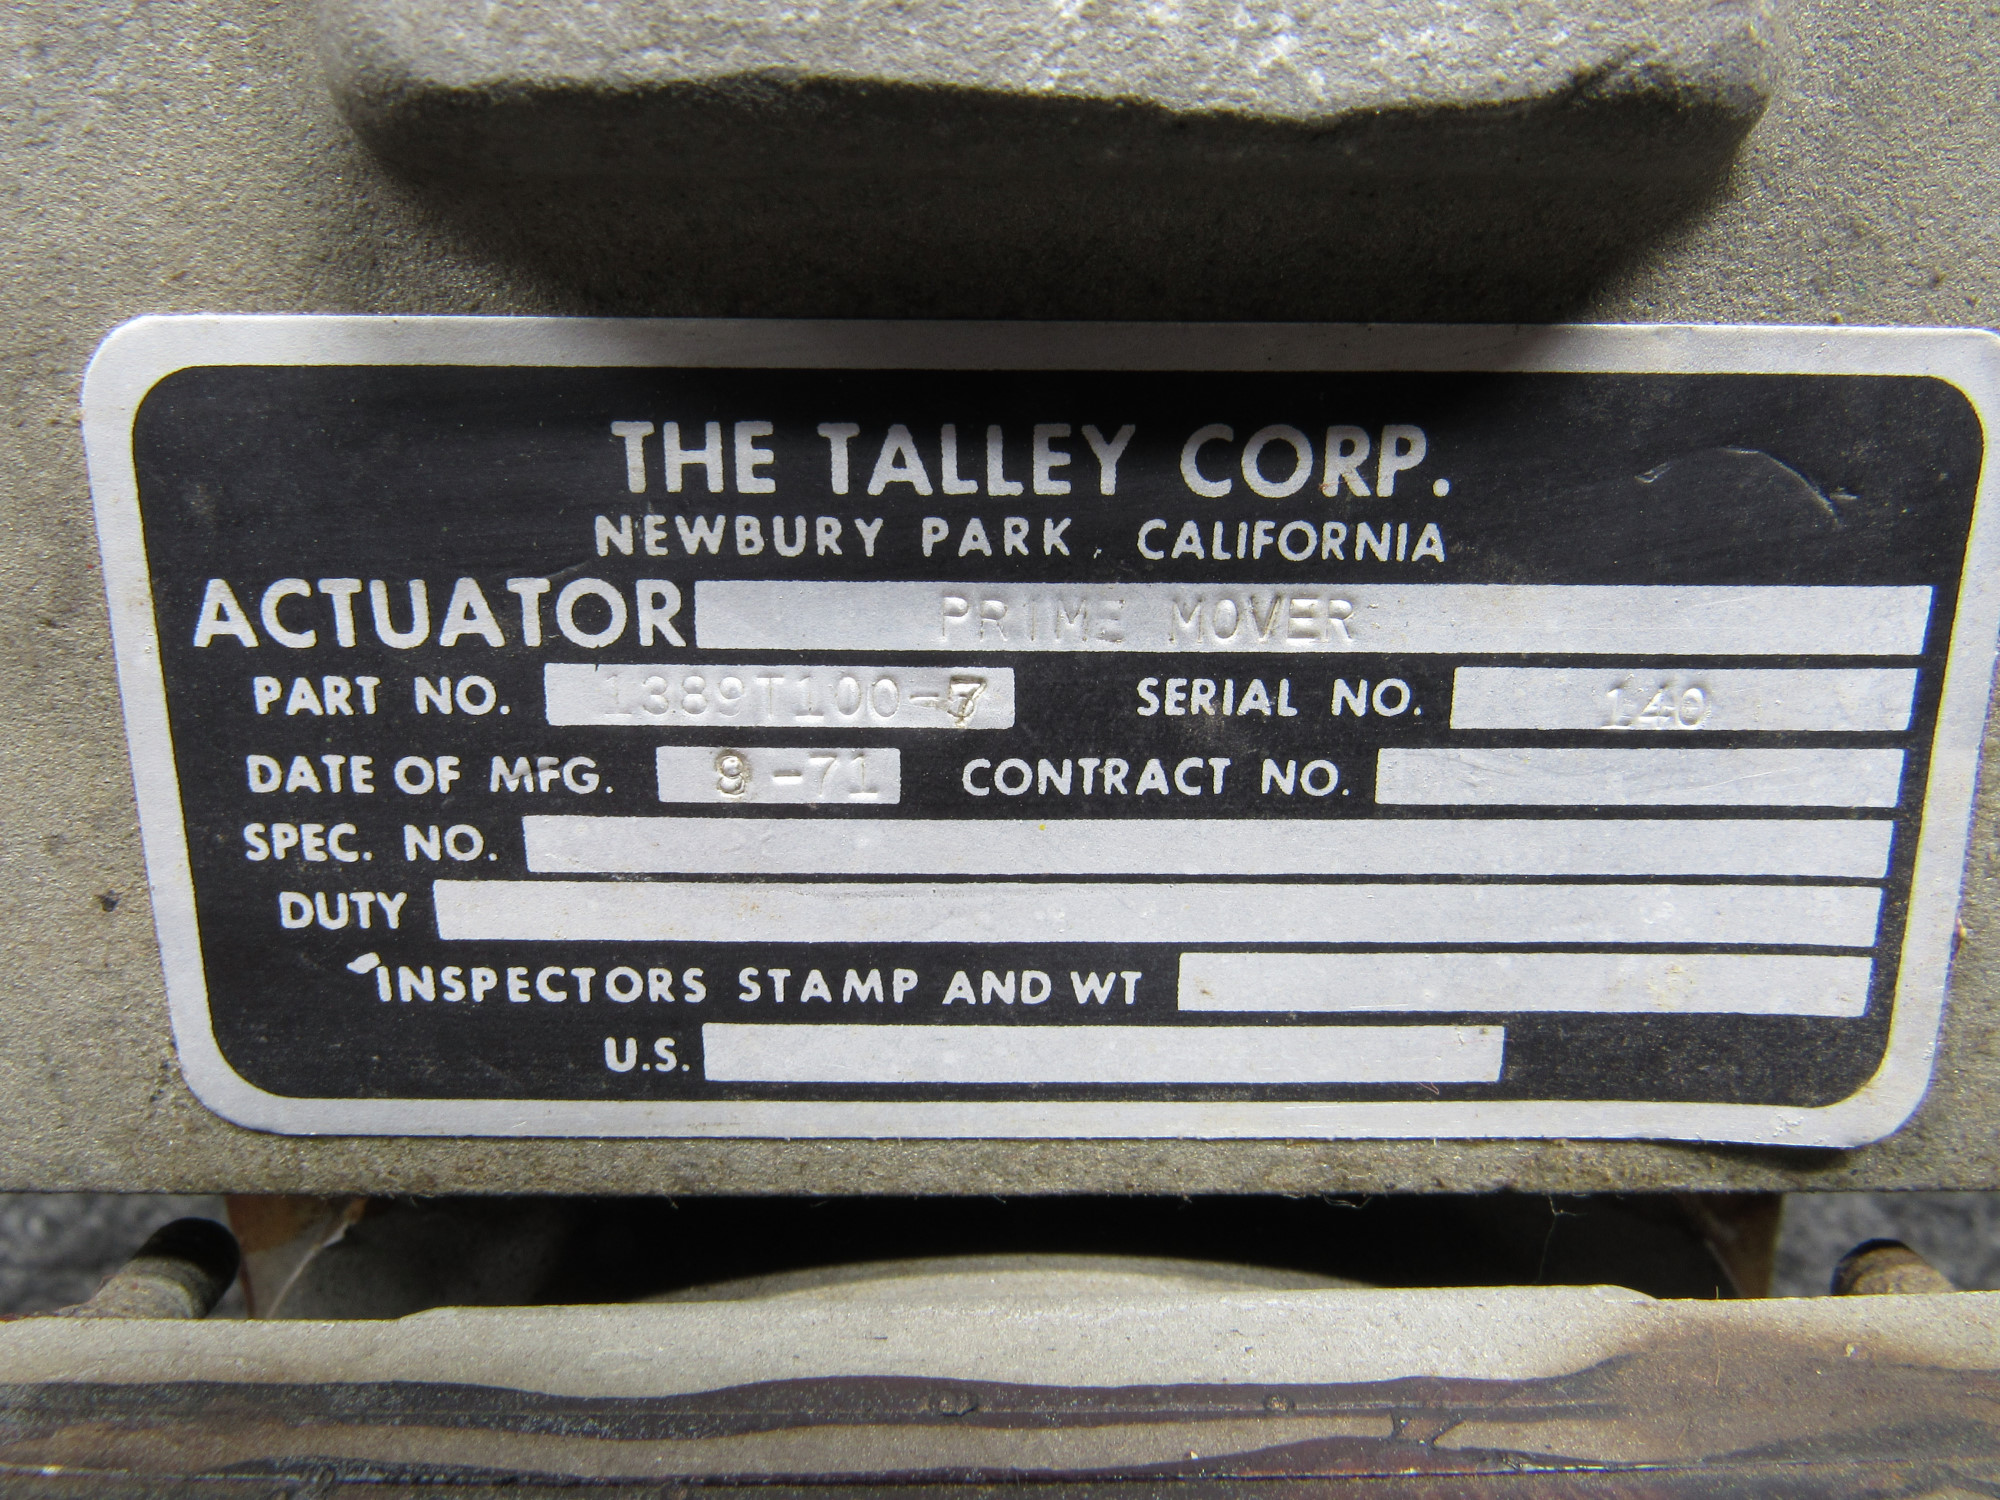 THE TALLEY CORP.
NEWBURY PARK, CALIFORNIA
ACTUATOR PRIME MOVER
PART NO. 1389T100-7 SERIAL NO. 140
DATE OF MFG. 9-71 CONTRACT NO.
SPEC. NO.
DUTY
INSPECTORS STAMP AND WT
U.S.